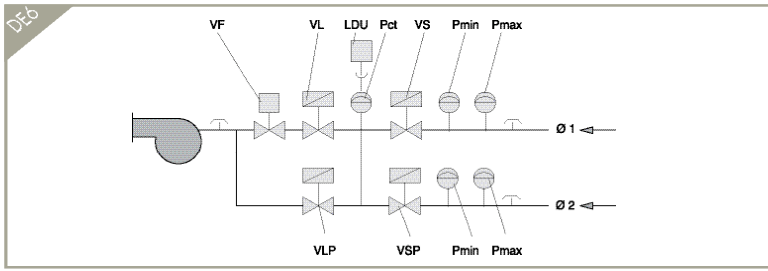 DE6
VF VL LDU Pct VS Pmin Pmax
Ø 1
Ø 2
VLP VSP Pmin Pmax